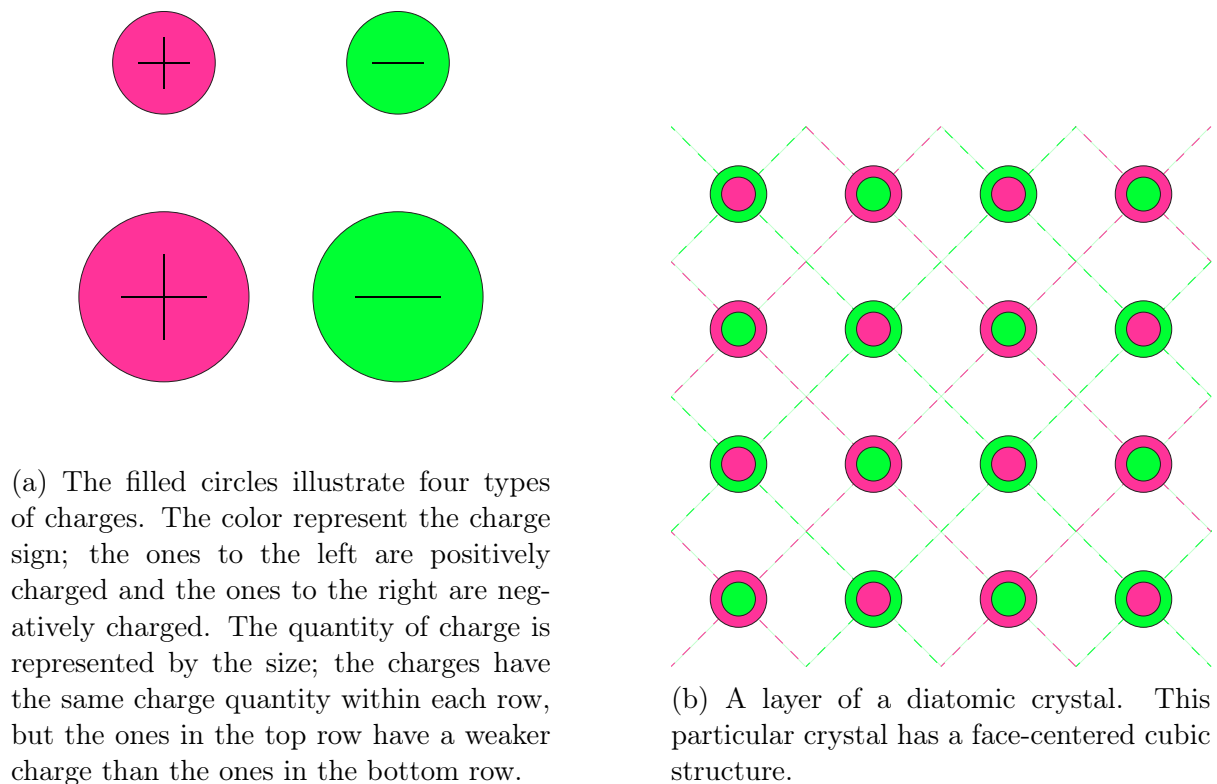 (a) The filled circles illustrate four types
of charges. The color represent the charge
sign; the ones to the left are positively
charged and the ones to the right are neg-
atively charged. The quantity of charge is
represented by the size; the charges have
the same charge quantity within each row,
but the ones in the top row have a weaker
charge than the ones in the bottom row.
(b) A layer of a diatomic crystal. This
particular crystal has a face-centered cubic
structure.